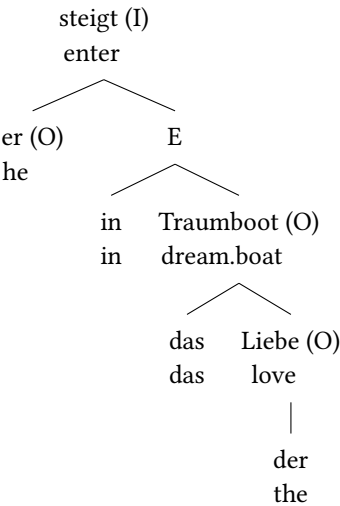 steigt (I)
enter
er (O) E
he
in Traumboot (O)
in dream.boat
das Liebe (O)
das love
der
the